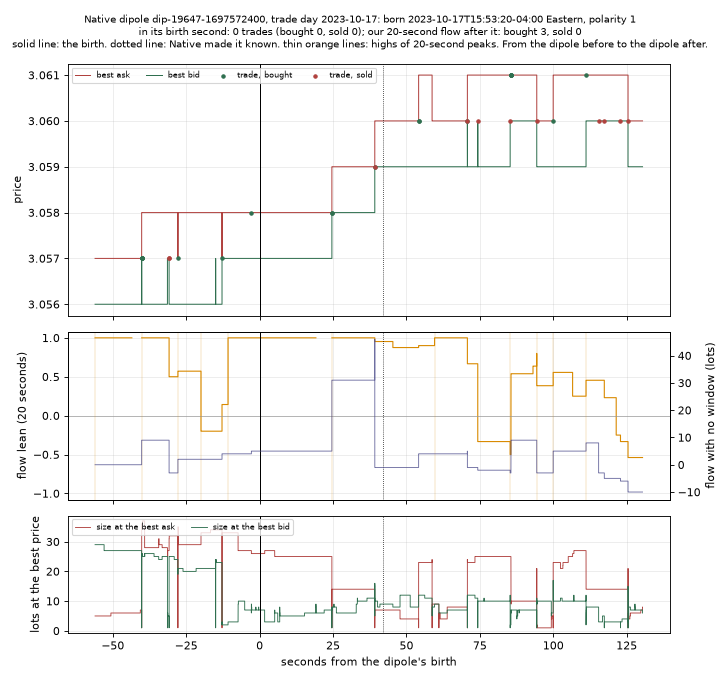 Native dipole dip-19647-1697572400, trade day 2023-10-17: born 2023-10-17T15:53:20-04:00 Eastern, polarity 1
in its birth second: 0 trades (bought 0, sold 0); our 20-second flow after it: bought 3, sold 0
solid line: the birth. dotted line: Native made it known. thin orange lines: highs of 20-second peaks. From the dipole before to the dipole after.
best ask
best bid
trade, bought
trade, sold
3.061
3.060
3.059
3.058
3.057
3.056
price
1.0
0.5
0.0
−0.5
−1.0
flow lean (20 seconds)
40
30
20
10
0
−10
flow with no window (lots)
size at the best ask
size at the best bid
30
20
10
0
lots at the best price
−50
−25
0
25
50
75
100
125
seconds from the dipole's birth